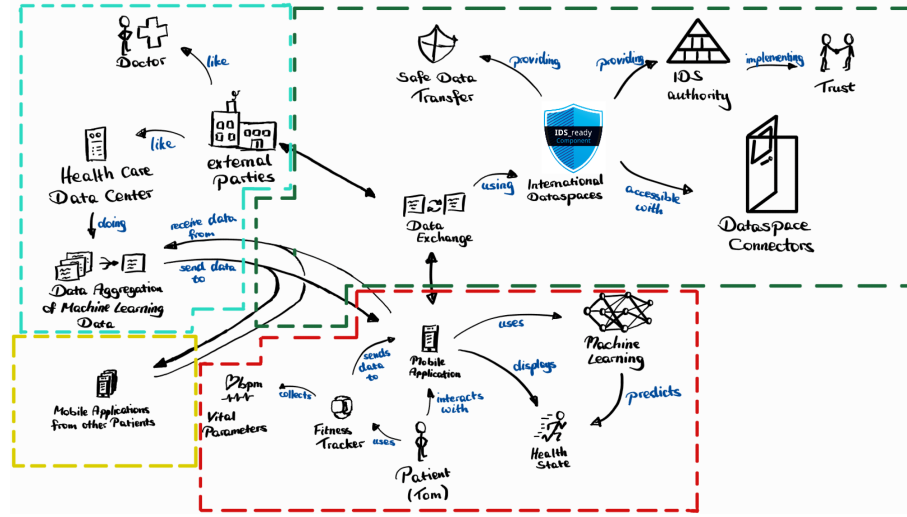 Doctor
like
Health Care
Data Center
like
external
Parties
doing
receive data
from
send data
to
Data Aggregation
of Machine Learning
Data
Safe Data
Transfer
providing
providing
IDS
authority
implementing
Trust
IDS_ready
Component
International
Dataspaces
using
Data
Exchange
accessible
with
Dataspace
Connectors
Mobile Applications
from other Patients
bpm
Vital
Parameters
collects
Fitness
Tracker
sends
data to
uses
Patient
(Tom)
interacts
with
Mobile
Application
uses
Machine
Learning
displays
predicts
Health
State